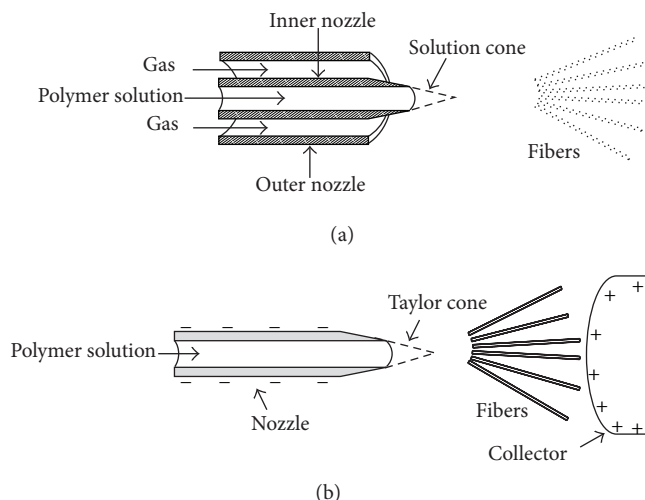 Inner nozzle
Gas
Solution cone
Polymer solution
Gas
Fibers
Outer nozzle
(a)
Taylor cone
Polymer solution
Fibers
Nozzle
Collector
(b)